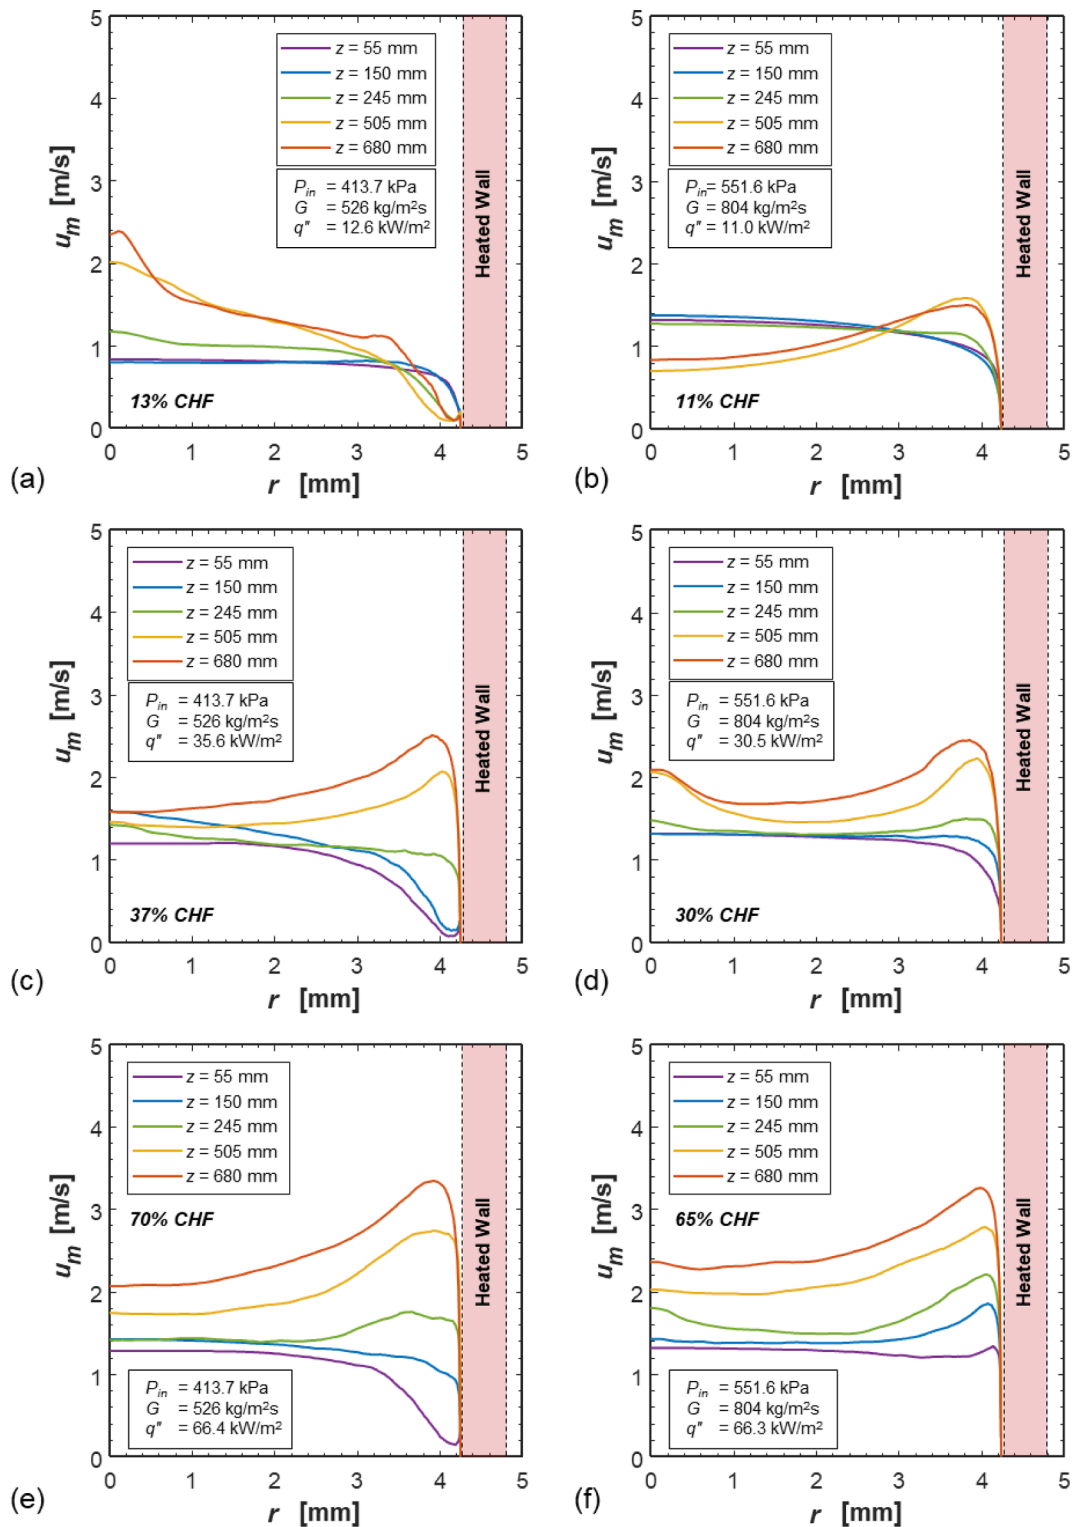 5
4
3
2
1
0
u_m [m/s]
z = 55 mm
z = 150 mm
z = 245 mm
z = 505 mm
z = 680 mm
P_in = 413.7 kPa
G = 526 kg/m²s
q" = 12.6 kW/m²
Heated Wall
13% CHF
0 1 2 3 4 5
(a)
r [mm]
5
4
3
2
1
0
u_m [m/s]
z = 55 mm
z = 150 mm
z = 245 mm
z = 505 mm
z = 680 mm
P_in= 551.6 kPa
G = 804 kg/m²s
q" = 11.0 kW/m²
Heated Wall
11% CHF
0 1 2 3 4 5
(b)
r [mm]
5
4
3
2
1
0
u_m [m/s]
z = 55 mm
z = 150 mm
z = 245 mm
z = 505 mm
z = 680 mm
P_in = 413.7 kPa
G = 526 kg/m²s
q" = 35.6 kW/m²
Heated Wall
37% CHF
0 1 2 3 4 5
(c)
r [mm]
5
4
3
2
1
0
u_m [m/s]
z = 55 mm
z = 150 mm
z = 245 mm
z = 505 mm
z = 680 mm
P_in = 551.6 kPa
G = 804 kg/m²s
q" = 30.5 kW/m²
Heated Wall
30% CHF
0 1 2 3 4 5
(d)
r [mm]
5
4
3
2
1
0
u_m [m/s]
z = 55 mm
z = 150 mm
z = 245 mm
z = 505 mm
z = 680 mm
70% CHF
Heated Wall
P_in = 413.7 kPa
G = 526 kg/m²s
q" = 66.4 kW/m²
0 1 2 3 4 5
(e)
r [mm]
5
4
3
2
1
0
u_m [m/s]
z = 55 mm
z = 150 mm
z = 245 mm
z = 505 mm
z = 680 mm
65% CHF
Heated Wall
P_in = 551.6 kPa
G = 804 kg/m²s
q" = 66.3 kW/m²
0 1 2 3 4 5
(f)
r [mm]